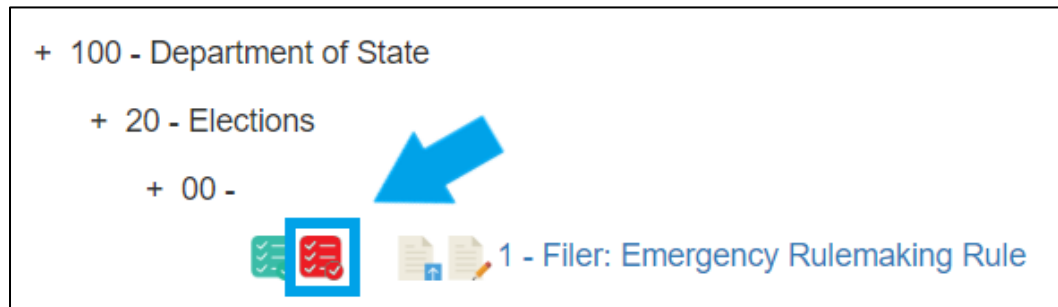 + 100 - Department of State
+ 20 - Elections
+ 00 -
1 - Filer: Emergency Rulemaking Rule